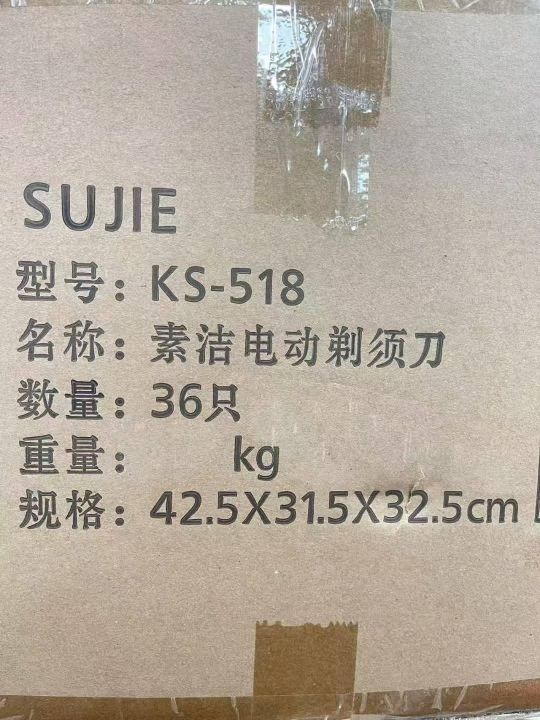 SUJIE
型号：KS-518
名称：素洁电动剃须刀
数量：36只
重量： kg
规格：42.5X31.5X32.5cm